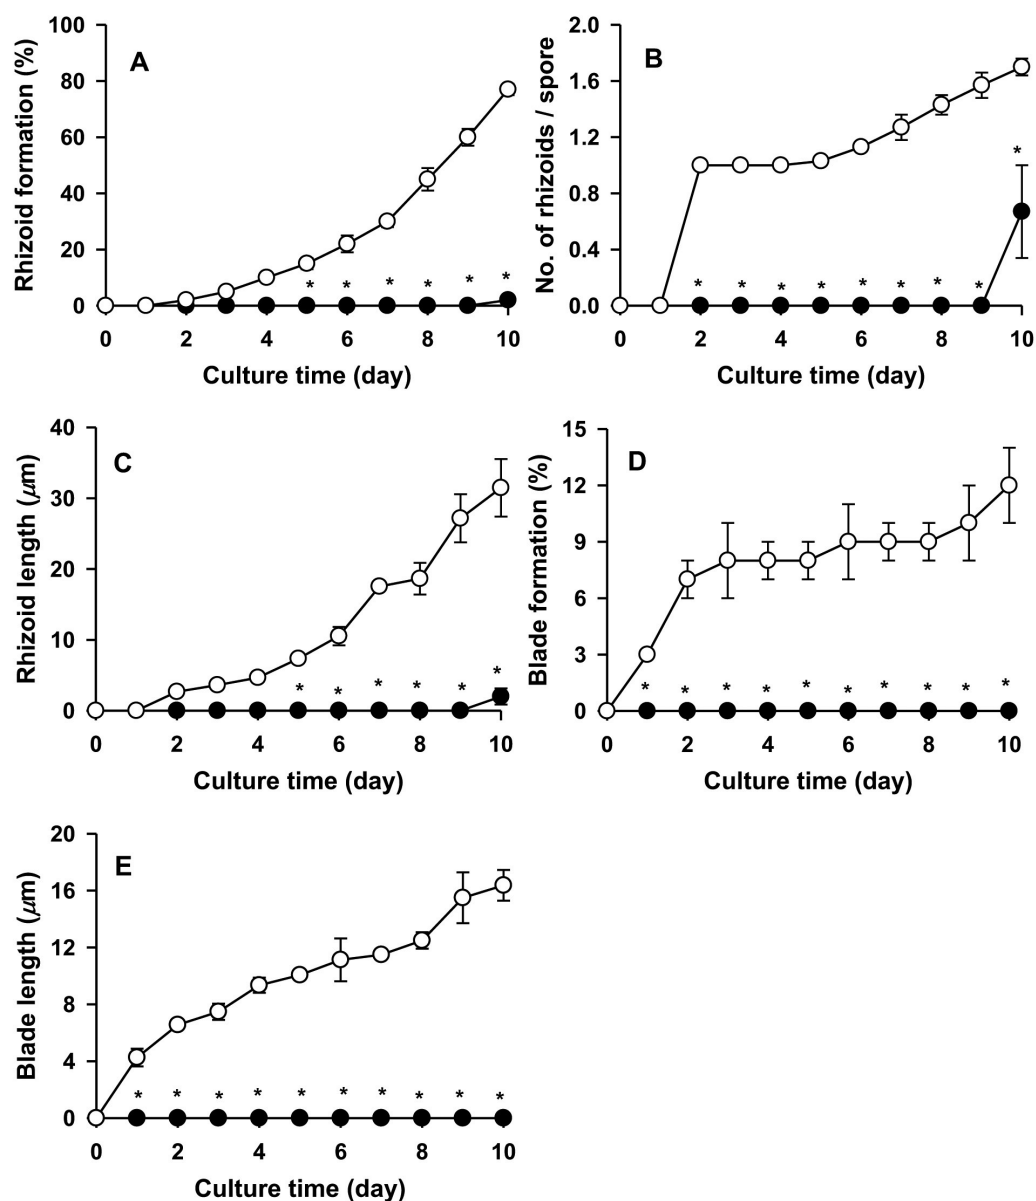 A
Rhizoid formation (%)
100
80
60
40
20
0
* * * * * *
0 2 4 6 8 10
Culture time (day)
B
No. of rhizoids / spore
2.0
1.6
1.2
0.8
0.4
0.0
* * * * * * * * *
0 2 4 6 8 10
Culture time (day)
C
Rhizoid length (μm)
40
30
20
10
0
* * * * * *
0 2 4 6 8 10
Culture time (day)
D
Blade formation (%)
15
12
9
6
3
0
* * * * * * * * * *
0 2 4 6 8 10
Culture time (day)
E
Blade length (μm)
20
16
12
8
4
0
* * * * * * * * * *
0 2 4 6 8 10
Culture time (day)